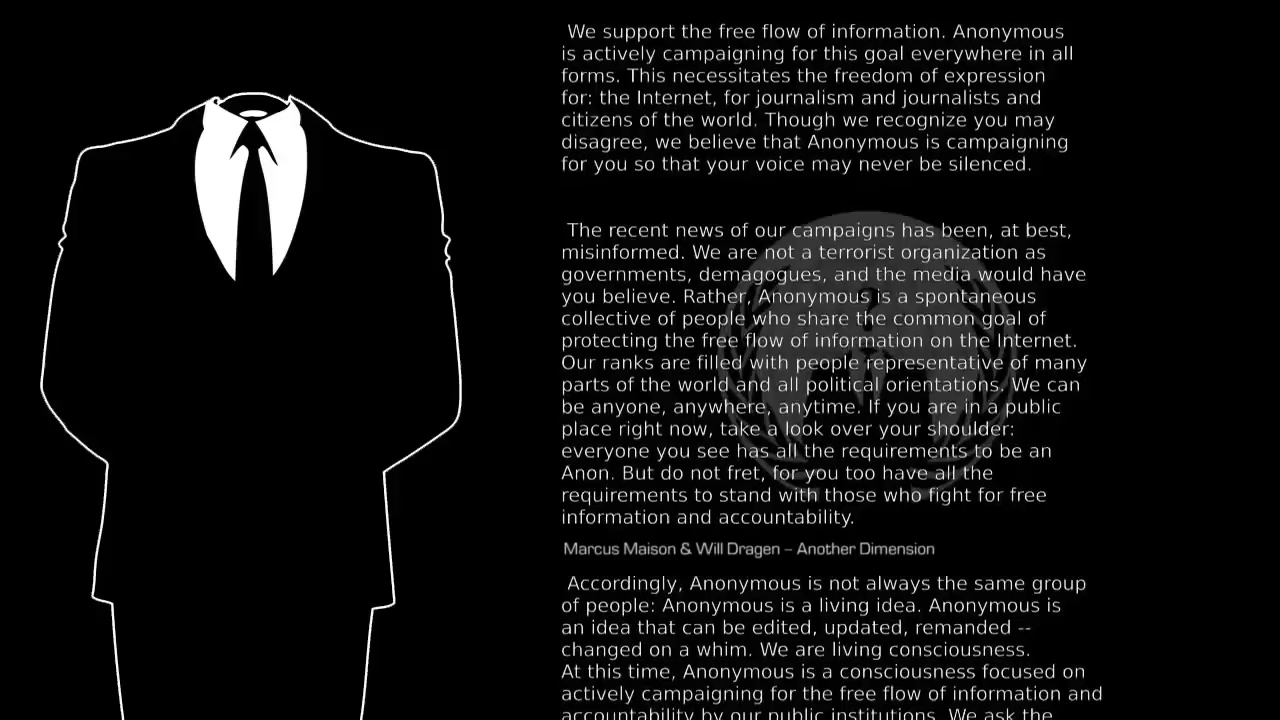 We support the free flow of information. Anonymous
is actively campaigning for this goal everywhere in all
forms. This necessitates the freedom of expression
for: the Internet, for journalism and journalists and
citizens of the world. Though we recognize you may
disagree, we believe that Anonymous is campaigning
for you so that your voice may never be silenced.
The recent news of our campaigns has been, at best,
misinformed. We are not a terrorist organization as
governments, demagogues, and the media would have
you believe. Rather, Anonymous is a spontaneous
collective of people who share the common goal of
protecting the free flow of information on the Internet.
Our ranks are filled with people representative of many
parts of the world and all political orientations. We can
be anyone, anywhere, anytime. If you are in a public
place right now, take a look over your shoulder:
everyone you see has all the requirements to be an
Anon. But do not fret, for you too have all the
requirements to stand with those who fight for free
information and accountability.
Marcus Maison & Will Dragen – Another Dimension
Accordingly, Anonymous is not always the same group
of people: Anonymous is a living idea. Anonymous is
an idea that can be edited, updated, remanded --
changed on a whim. We are living consciousness.
At this time, Anonymous is a consciousness focused on
actively campaigning for the free flow of information and
accountability by our public institutions. We ask the